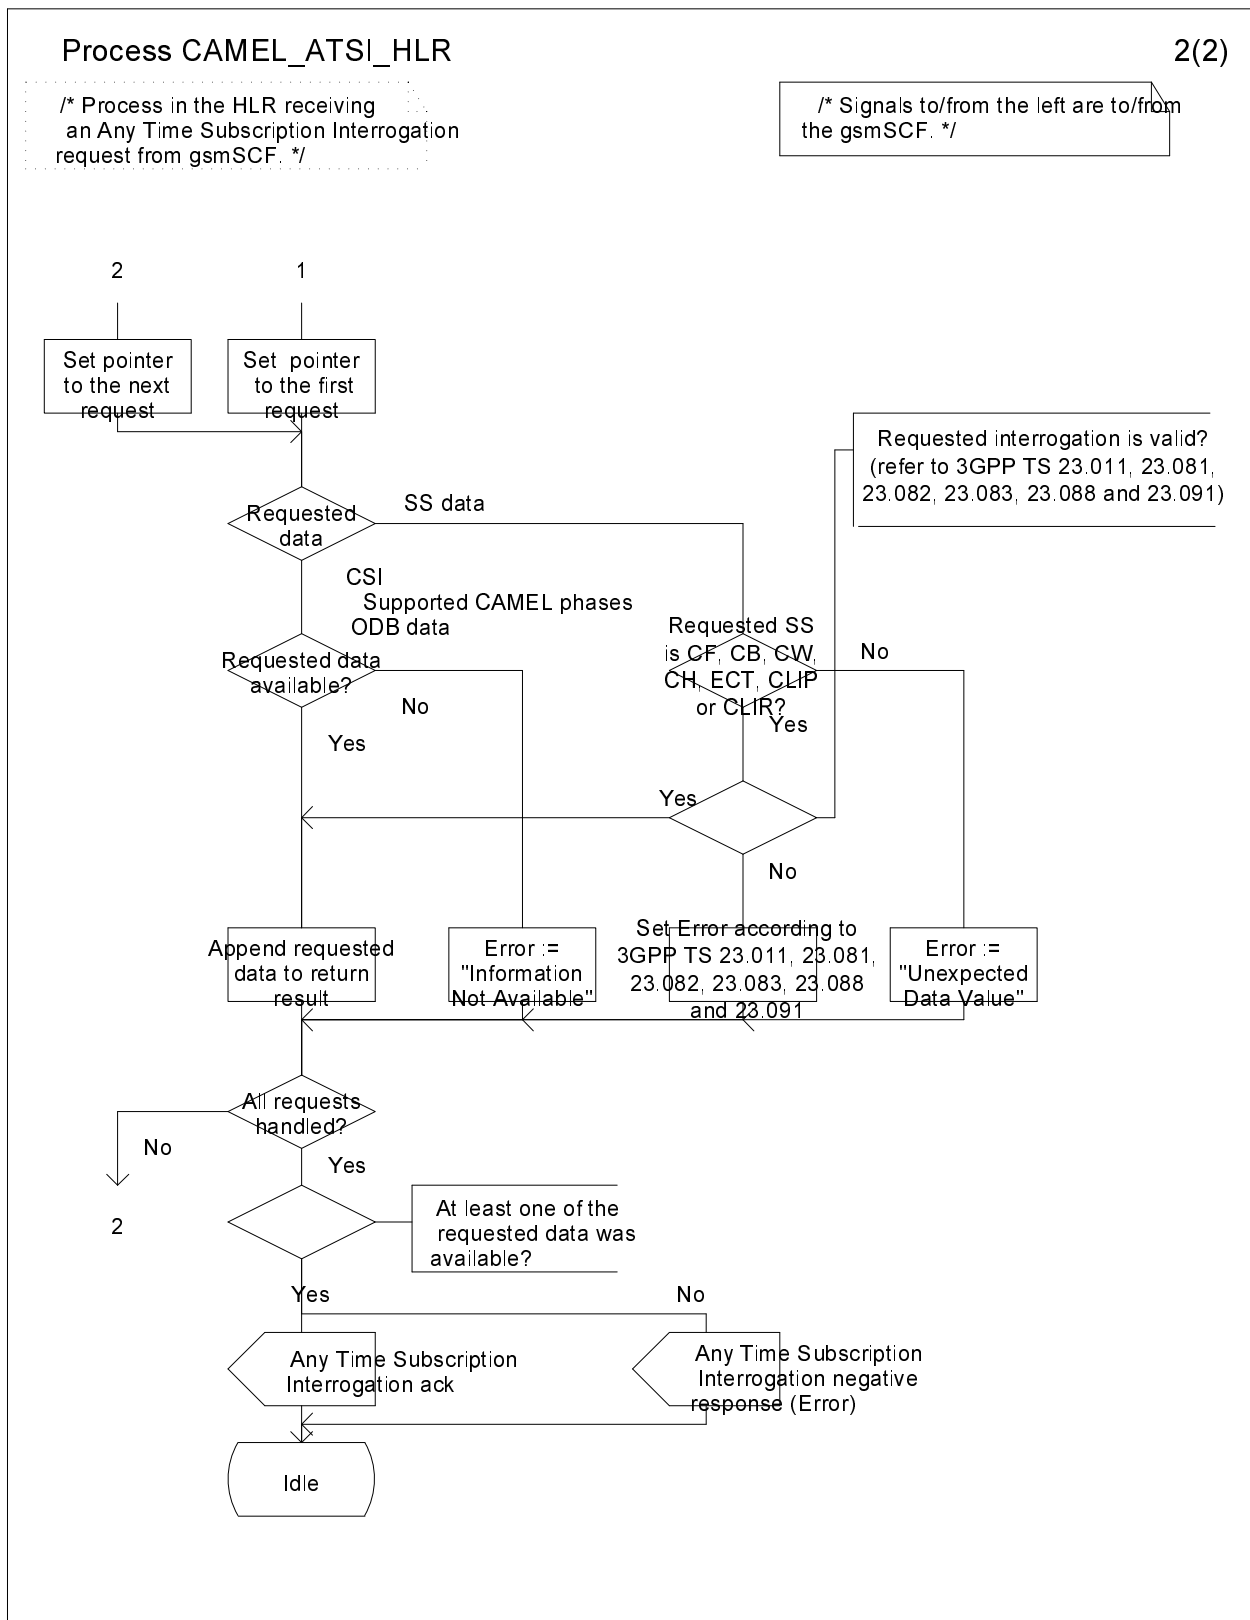 Process CAMEL_ATSI_HLR
2(2)
/* Process in the HLR receiving
an Any Time Subscription Interrogation
request from gsmSCF. */
/* Signals to/from the left are to/from
the gsmSCF. */
2
1
Set pointer
to the next
request
Set pointer
to the first
request
Requested interrogation is valid?
(refer to 3GPP TS 23.011, 23.081,
23.082, 23.083, 23.088 and 23.091)
Requested
data
SS data
CSI
Supported CAMEL phases
ODB data
Requested data
available?
No
Yes
Requested SS
is CF, CB, CW,
CH, ECT, CLIP
or CLIR?
No
Yes
Yes
No
Append requested
data to return
result
Error :=
"Information
Not Available"
Set Error according to
3GPP TS 23.011, 23.081,
23.082, 23.083, 23.088
and 23.091
Error :=
"Unexpected
Data Value"
All requests
handled?
No
Yes
2
At least one of the
requested data was
available?
Yes
No
Any Time Subscription
Interrogation ack
Any Time Subscription
Interrogation negative
response (Error)
Idle